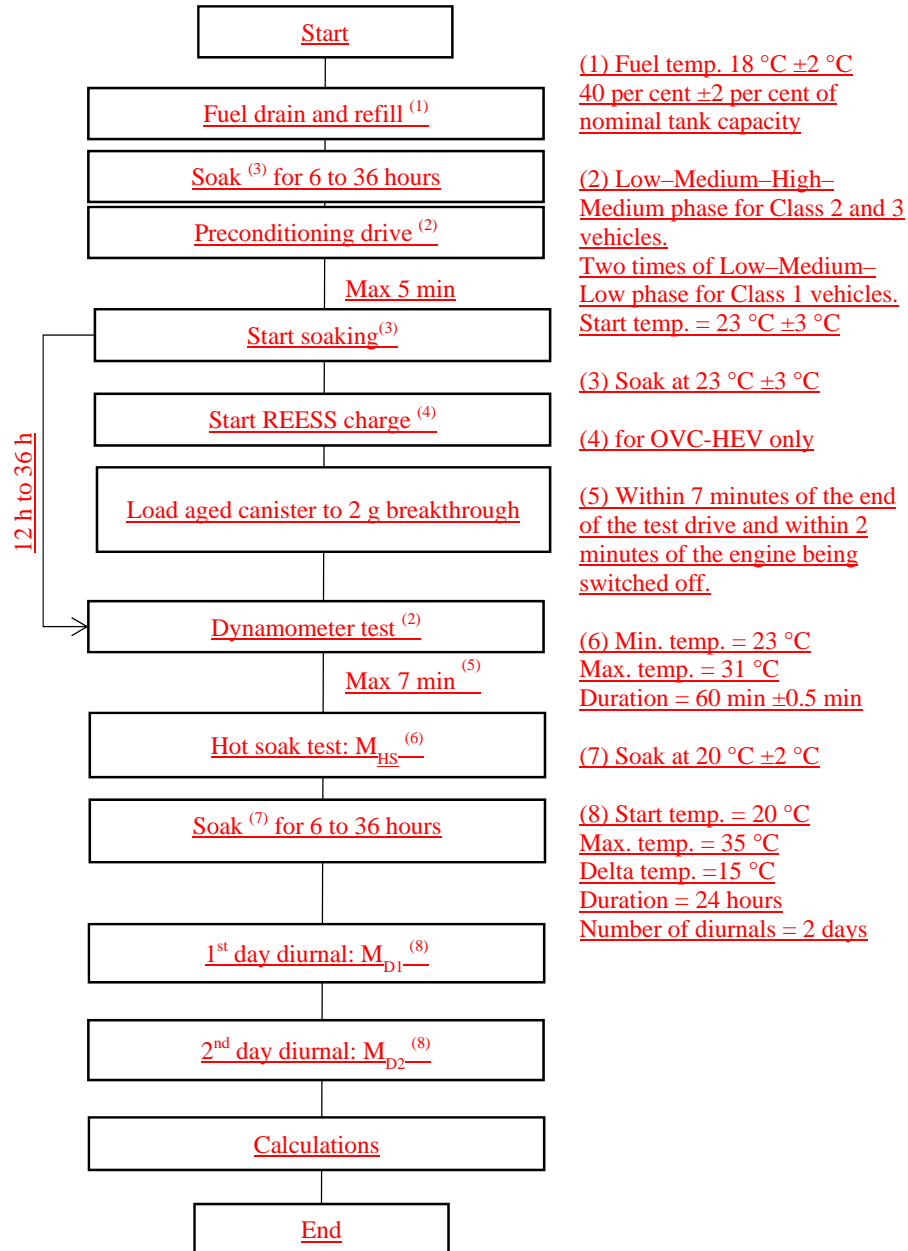 Start
Fuel drain and refill (1)
Soak (3) for 6 to 36 hours
Preconditioning drive (2)
Max 5 min
Start soaking(3)
Start REESS charge (4)
Load aged canister to 2 g breakthrough
12 h to 36 h
Dynamometer test (2)
Max 7 min (5)
Hot soak test: MHS (6)
Soak (7) for 6 to 36 hours
1st day diurnal: MD1 (8)
2nd day diurnal: MD2 (8)
Calculations
End
(1) Fuel temp. 18 °C ±2 °C
40 per cent ±2 per cent of
nominal tank capacity
(2) Low–Medium–High–
Medium phase for Class 2 and 3
vehicles.
Two times of Low–Medium–
Low phase for Class 1 vehicles.
Start temp. = 23 °C ±3 °C
(3) Soak at 23 °C ±3 °C
(4) for OVC-HEV only
(5) Within 7 minutes of the end
of the test drive and within 2
minutes of the engine being
switched off.
(6) Min. temp. = 23 °C
Max. temp. = 31 °C
Duration = 60 min ±0.5 min
(7) Soak at 20 °C ±2 °C
(8) Start temp. = 20 °C
Max. temp. = 35 °C
Delta temp. =15 °C
Duration = 24 hours
Number of diurnals = 2 days